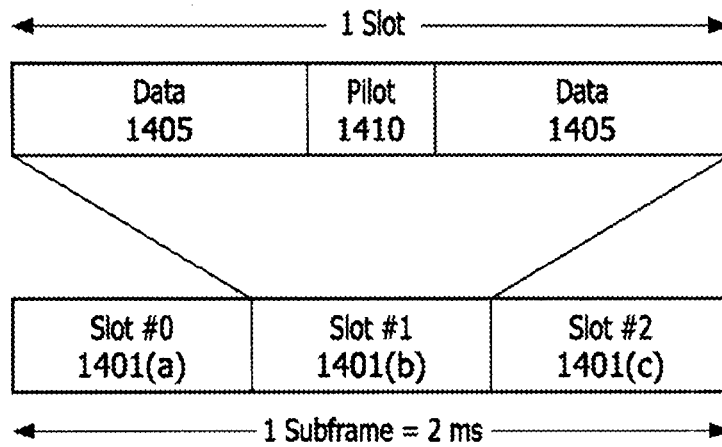 1 Slot
Data Pilot Data
1405 1410 1405
Slot #0 Slot #1 Slot #2
1401(a) 1401(b) 1401(c)
1 Subframe = 2 ms